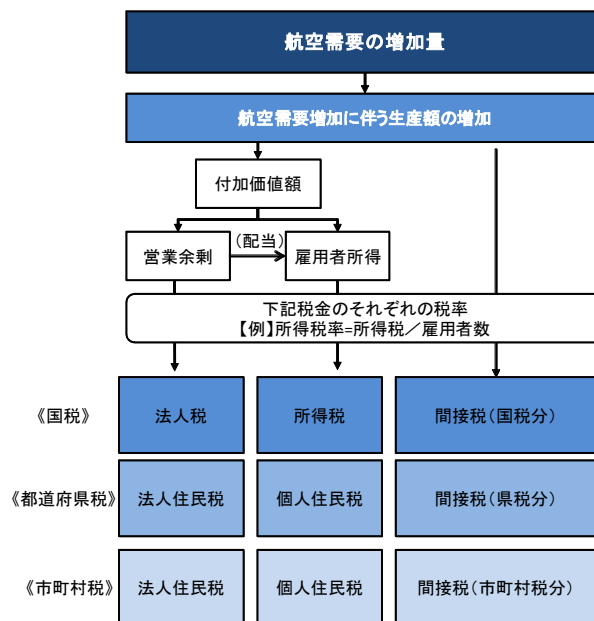 航空需要の増加量
航空需要増加に伴う生産額の増加
付加価値額
営業余剰
(配当)
雇用者所得
下記税金のそれぞれの税率
【例】所得税率=所得税／雇用者数
《国税》
法人税
所得税
間接税(国税分)
《都道府県税》
法人住民税
個人住民税
間接税(県税分)
《市町村税》
法人住民税
個人住民税
間接税(市町村税分)